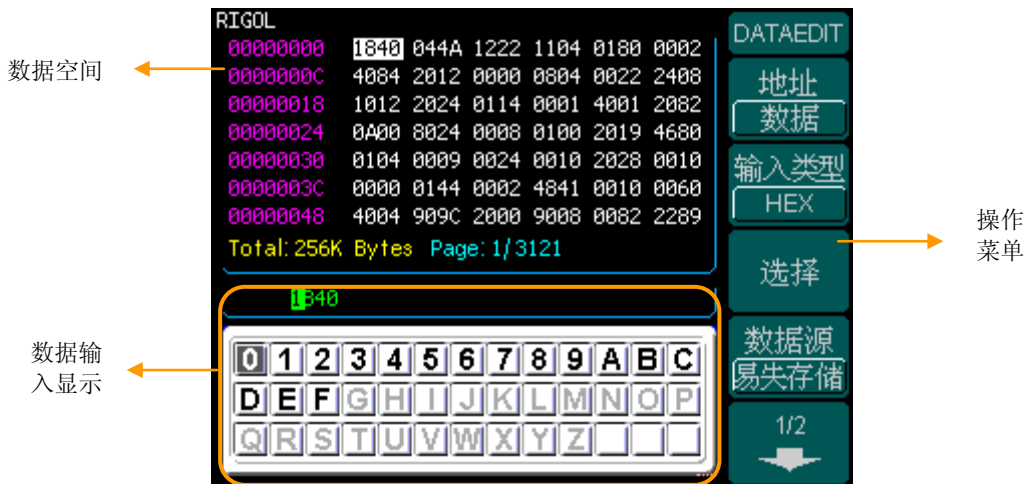 RIGOL
00000000 1840 044A 1222 1104 0180 0002
0000000C 4084 2012 0000 0804 0022 2408
00000018 1012 2024 0114 0001 4001 2082
00000024 0A00 8024 0008 0100 2019 4680
00000030 0104 0009 0024 0010 2028 0010
0000003C 0000 0144 0002 4841 0010 0060
00000048 4004 909C 2000 9008 0082 2289
Total: 256K Bytes Page: 1/3121
1840
0 1 2 3 4 5 6 7 8 9 A B C
D E F G H I J K L M N O P
Q R S T U V W X Y Z
DATAEDIT
地址
数据
输入类型
HEX
选择
数据源
易失存储
1/2
数据空间
数据输
入显示
操作
菜单